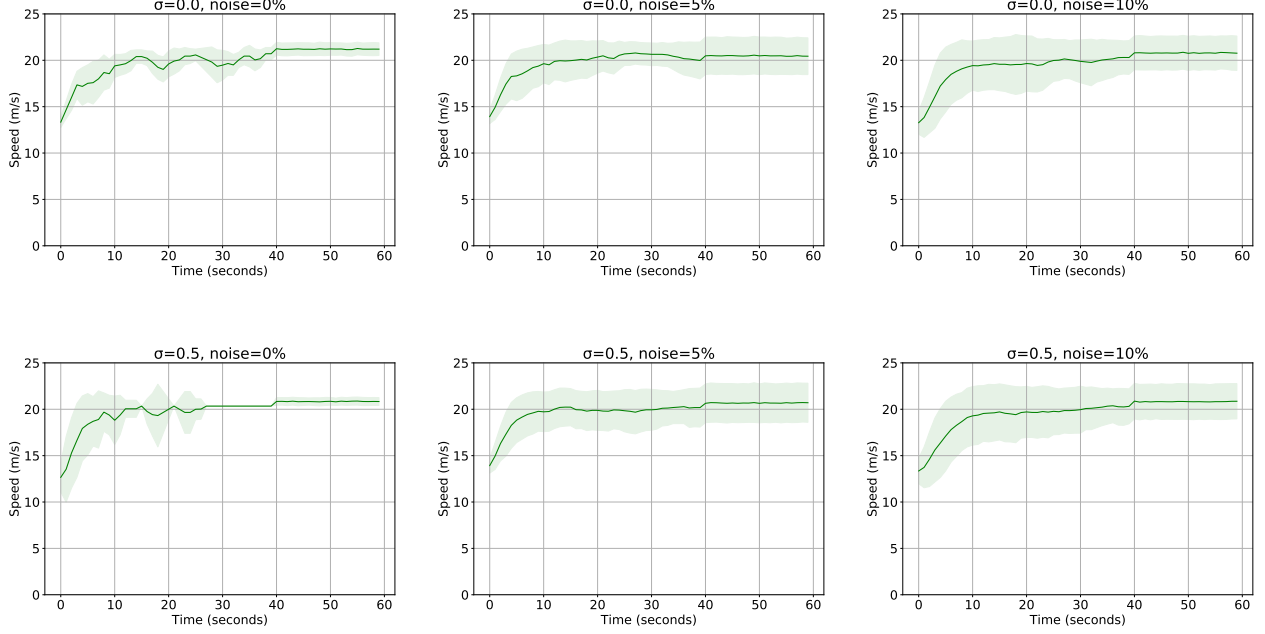 σ=0.0, noise=0%
σ=0.0, noise=5%
σ=0.0, noise=10%
25
20
15
10
5
0
Speed (m/s)
0 10 20 30 40 50 60
Time (seconds)
25
20
15
10
5
0
Speed (m/s)
0 10 20 30 40 50 60
Time (seconds)
25
20
15
10
5
0
Speed (m/s)
0 10 20 30 40 50 60
Time (seconds)
σ=0.5, noise=0%
σ=0.5, noise=5%
σ=0.5, noise=10%
25
20
15
10
5
0
Speed (m/s)
0 10 20 30 40 50 60
Time (seconds)
25
20
15
10
5
0
Speed (m/s)
0 10 20 30 40 50 60
Time (seconds)
25
20
15
10
5
0
Speed (m/s)
0 10 20 30 40 50 60
Time (seconds)